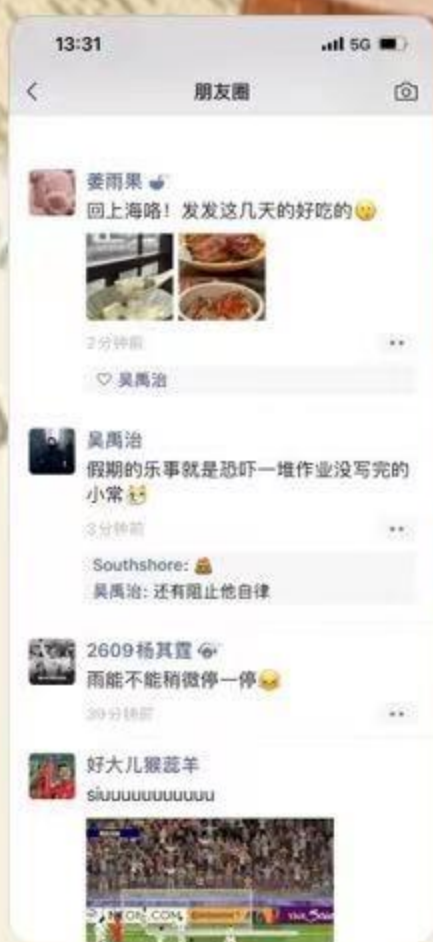 13:31
5G
朋友圈
姜雨果
回上海咯！发发这几天的好吃的
2分钟前
吴禹治
吴禹治
假期的乐事就是恐吓一堆作业没写完的
小常
3分钟前
Southshore:
吴禹治: 还有阻止他自律
2609杨其霆
雨能不能稍微停一停
39分钟前
好大儿猴蕊羊
siuuuuuuuuuuu